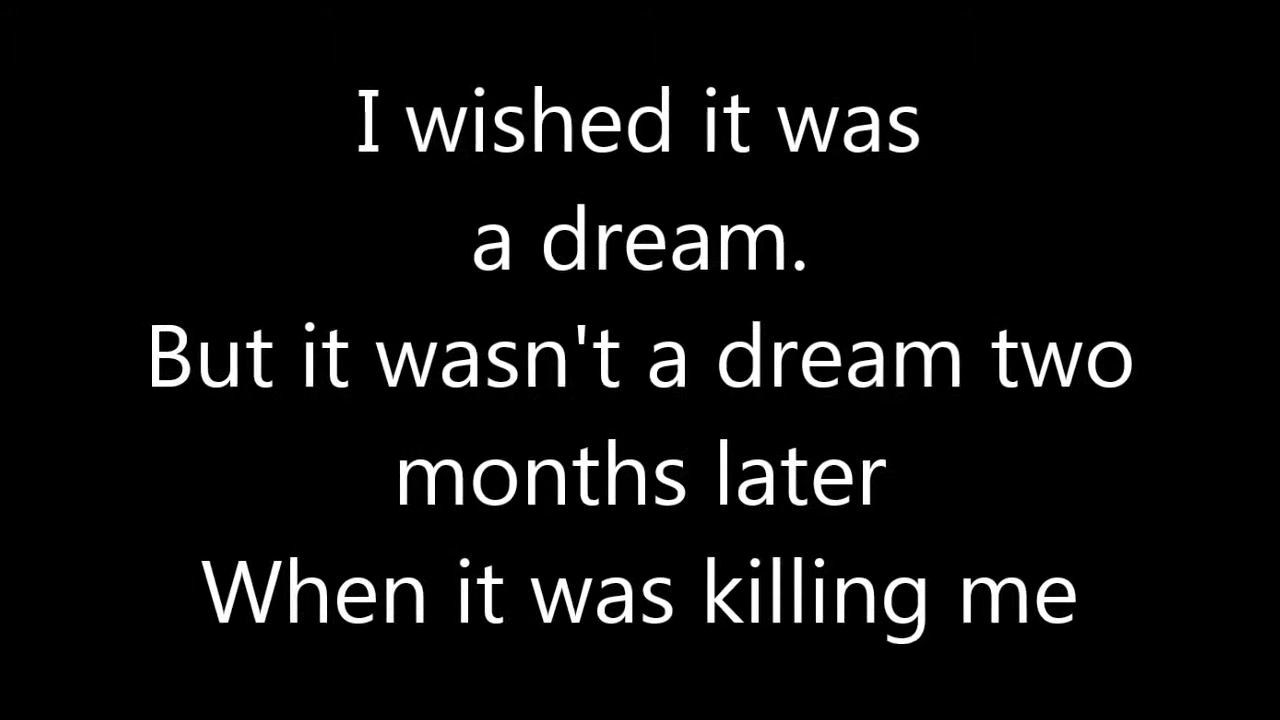 I wished it was
a dream.
But it wasn't a dream two
months later
When it was killing me